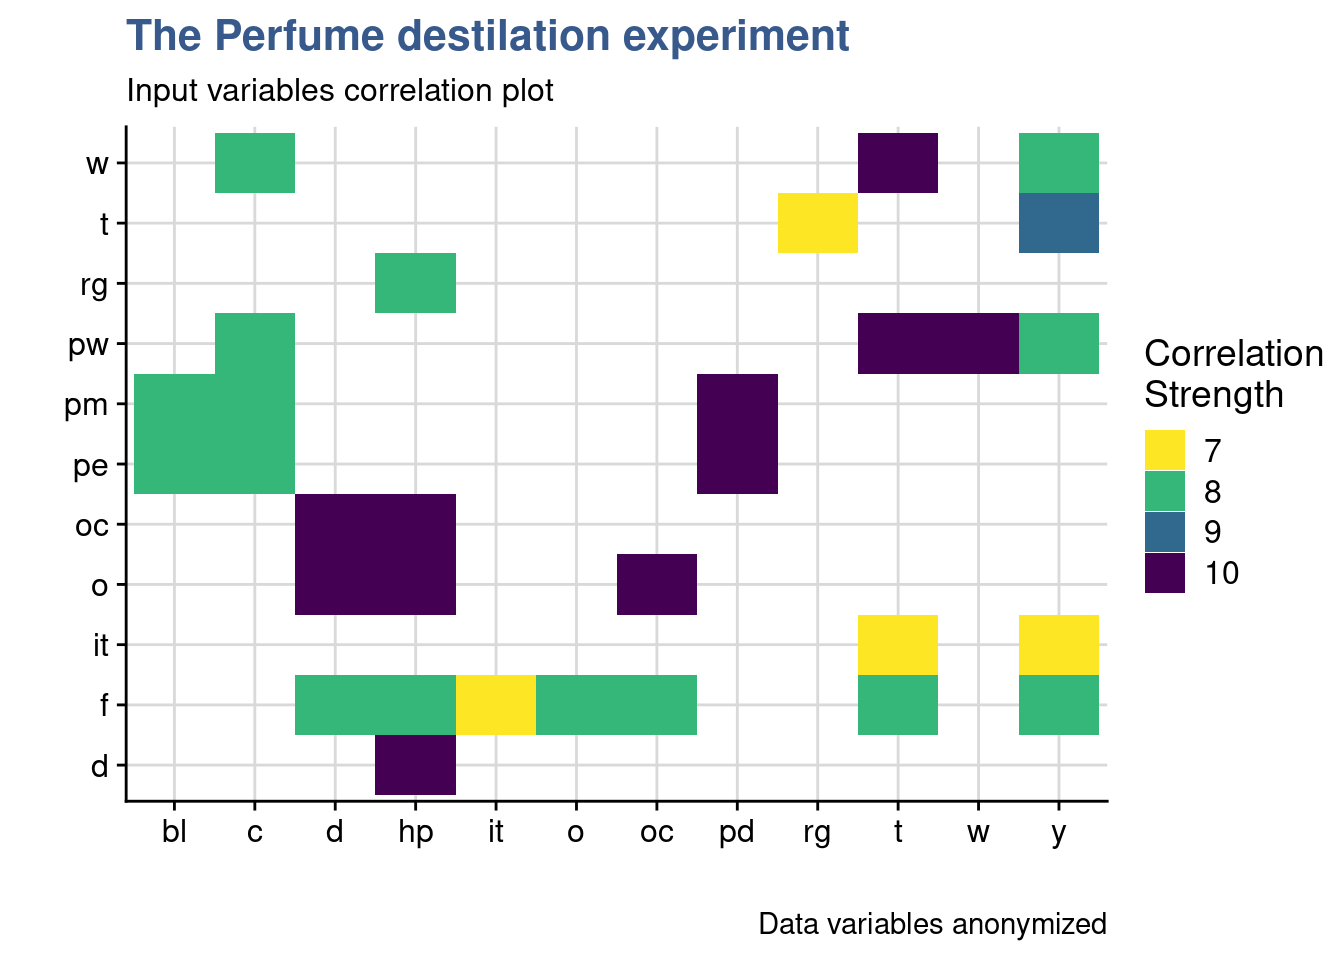 The Perfume destilation experiment
Input variables correlation plot
w
t
rg
pw
pm
pe
oc
o
it
f
d
bl c d hp it o oc pd rg t w y
Correlation
Strength
7
8
9
10
Data variables anonymized